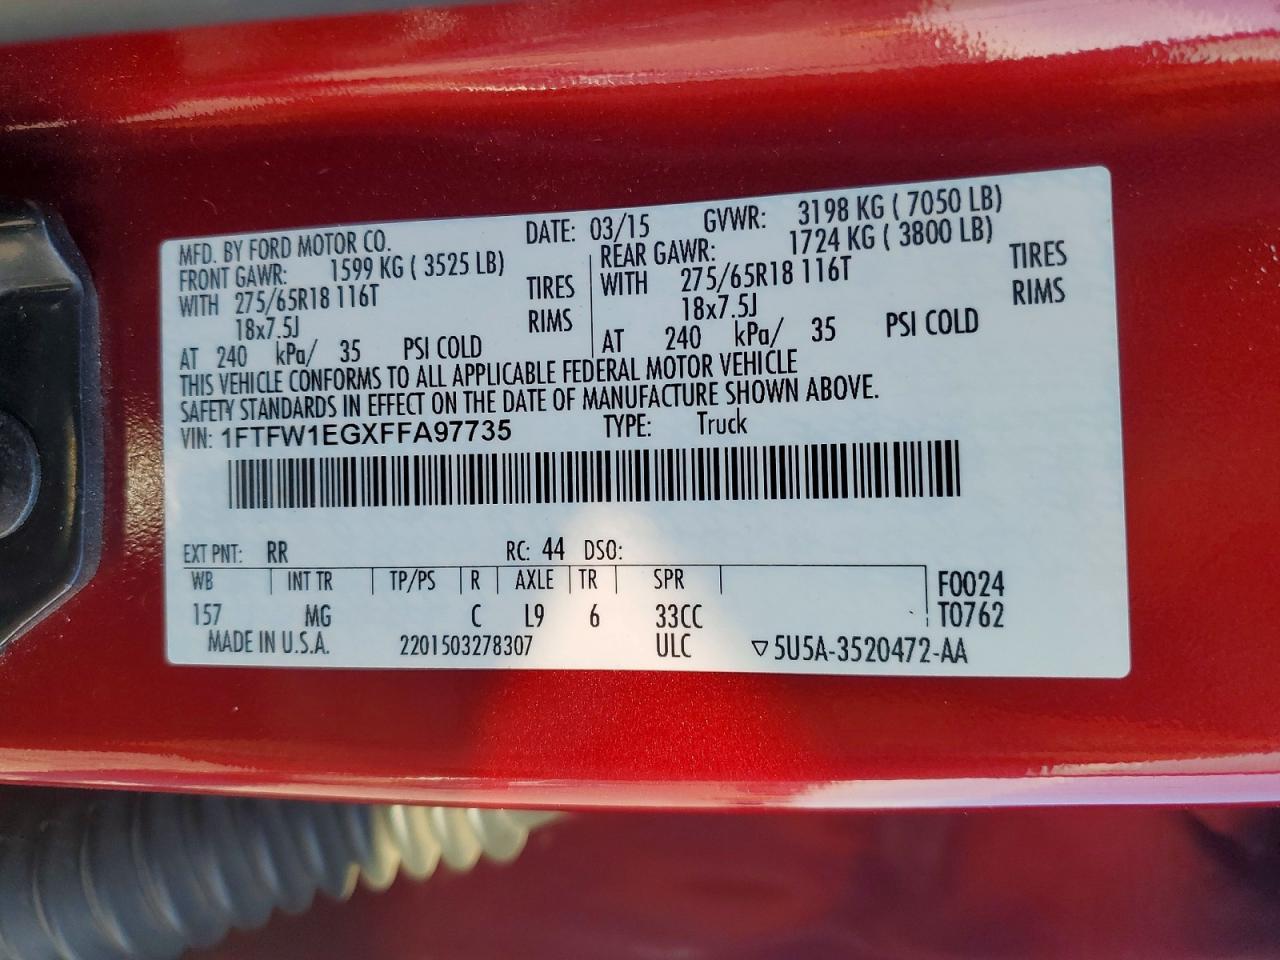 MFD. BY FORD MOTOR CO. DATE: 03/15 GVWR: 3198 KG ( 7050 LB)
FRONT GAWR: 1599 KG ( 3525 LB) REAR GAWR: 1724 KG ( 3800 LB)
WITH 275/65R18 116T TIRES WITH 275/65R18 116T TIRES
18x7.5J RIMS 18x7.5J RIMS
AT 240 kPa/ 35 PSI COLD AT 240 kPa/ 35 PSI COLD
THIS VEHICLE CONFORMS TO ALL APPLICABLE FEDERAL MOTOR VEHICLE
SAFETY STANDARDS IN EFFECT ON THE DATE OF MANUFACTURE SHOWN ABOVE.
VIN: 1FTFW1EGXFFA97735 TYPE: Truck
EXT PNT: RR RC: 44 DSO:
WB INT TR TP/PS R AXLE TR SPR F0024
157 MG C L9 6 33CC T0762
MADE IN U.S.A. 2201503278307 ULC ▽5U5A-3520472-AA